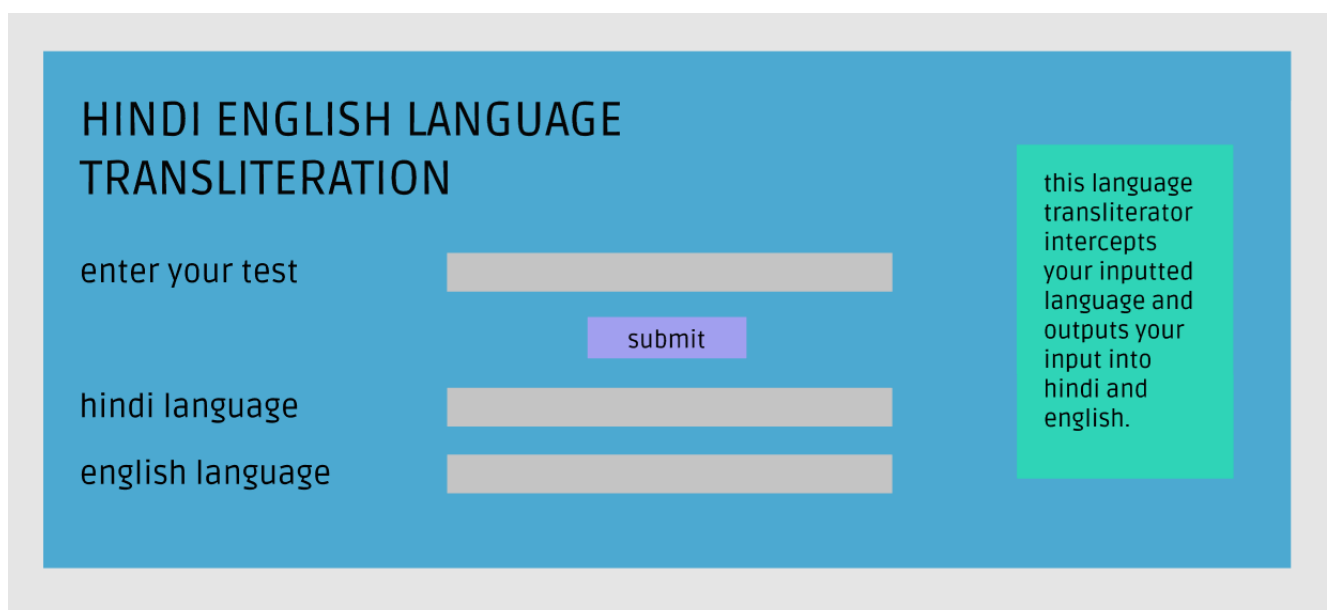 HINDI ENGLISH LANGUAGE
TRANSLITERATION
enter your test
submit
hindi language
english language
this language
transliterator
intercepts
your inputted
language and
outputs your
input into
hindi and
english.